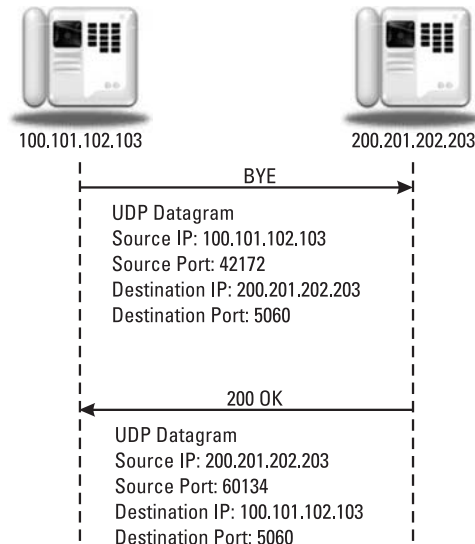 100.101.102.103
200.201.202.203
BYE
UDP Datagram
Source IP: 100.101.102.103
Source Port: 42172
Destination IP: 200.201.202.203
Destination Port: 5060
200 OK
UDP Datagram
Source IP: 200.201.202.203
Source Port: 60134
Destination IP: 100.101.102.103
Destination Port: 5060